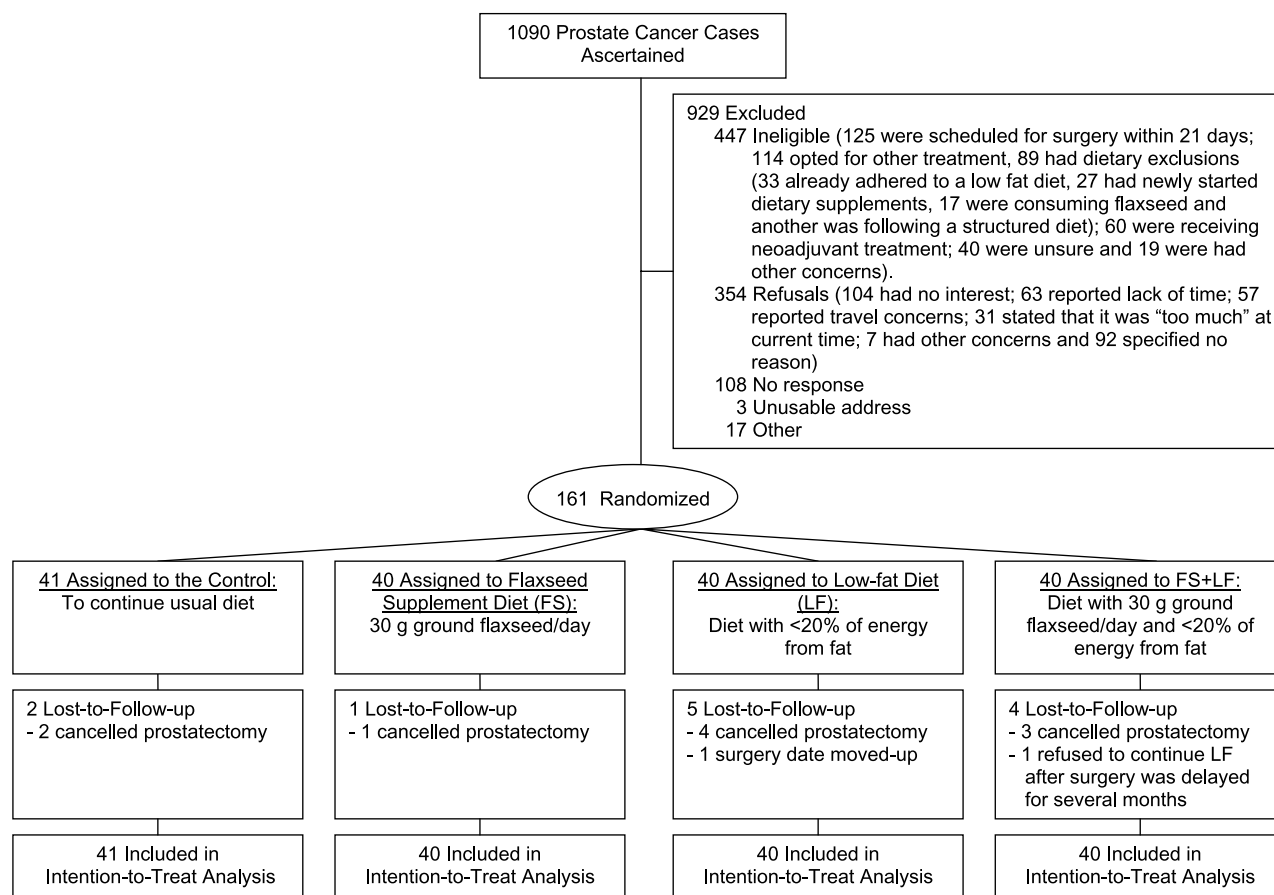 1090 Prostate Cancer Cases
Ascertained
929 Excluded
447 Ineligible (125 were scheduled for surgery within 21 days;
114 opted for other treatment, 89 had dietary exclusions
(33 already adhered to a low fat diet, 27 had newly started
dietary supplements, 17 were consuming flaxseed and
another was following a structured diet); 60 were receiving
neoadjuvant treatment; 40 were unsure and 19 were had
other concerns).
354 Refusals (104 had no interest; 63 reported lack of time; 57
reported travel concerns; 31 stated that it was “too much” at
current time; 7 had other concerns and 92 specified no
reason)
108 No response
3 Unusable address
17 Other
161 Randomized
41 Assigned to the Control:
To continue usual diet
40 Assigned to Flaxseed
Supplement Diet (FS):
30 g ground flaxseed/day
40 Assigned to Low-fat Diet
(LF):
Diet with <20% of energy
from fat
40 Assigned to FS+LF:
Diet with 30 g ground
flaxseed/day and <20% of
energy from fat
2 Lost-to-Follow-up
- 2 cancelled prostatectomy
1 Lost-to-Follow-up
- 1 cancelled prostatectomy
5 Lost-to-Follow-up
- 4 cancelled prostatectomy
- 1 surgery date moved-up
4 Lost-to-Follow-up
- 3 cancelled prostatectomy
- 1 refused to continue LF
after surgery was delayed
for several months
41 Included in
Intention-to-Treat Analysis
40 Included in
Intention-to-Treat Analysis
40 Included in
Intention-to-Treat Analysis
40 Included in
Intention-to-Treat Analysis